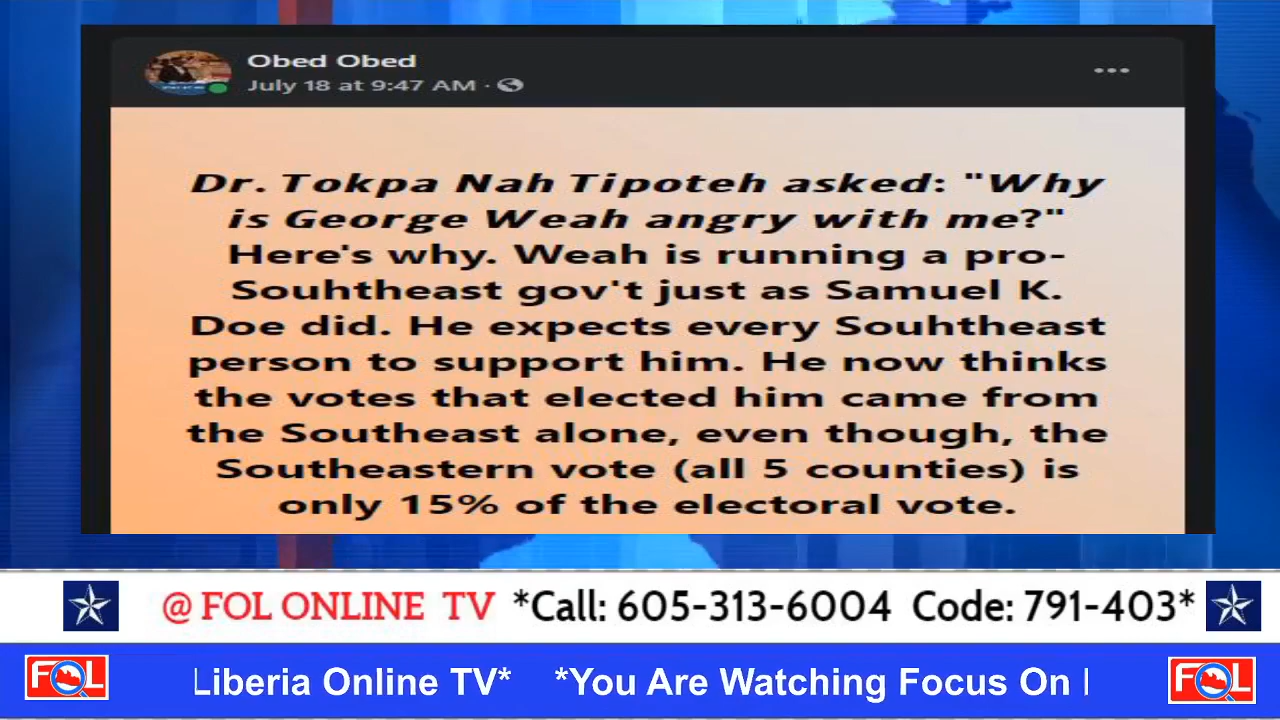 Obed Obed
July 18 at 9:47 AM ·
Dr. Tokpa Nah Tipoteh asked: "Why
is George Weah angry with me?"
Here's why. Weah is running a pro-
Souhtheast gov't just as Samuel K.
Doe did. He expects every Souhtheast
person to support him. He now thinks
the votes that elected him came from
the Southeast alone, even though, the
Southeastern vote (all 5 counties) is
only 15% of the electoral vote.
@ FOL ONLINE TV *Call: 605-313-6004 Code: 791-403*
FOL Liberia Online TV* *You Are Watching Focus On FOL